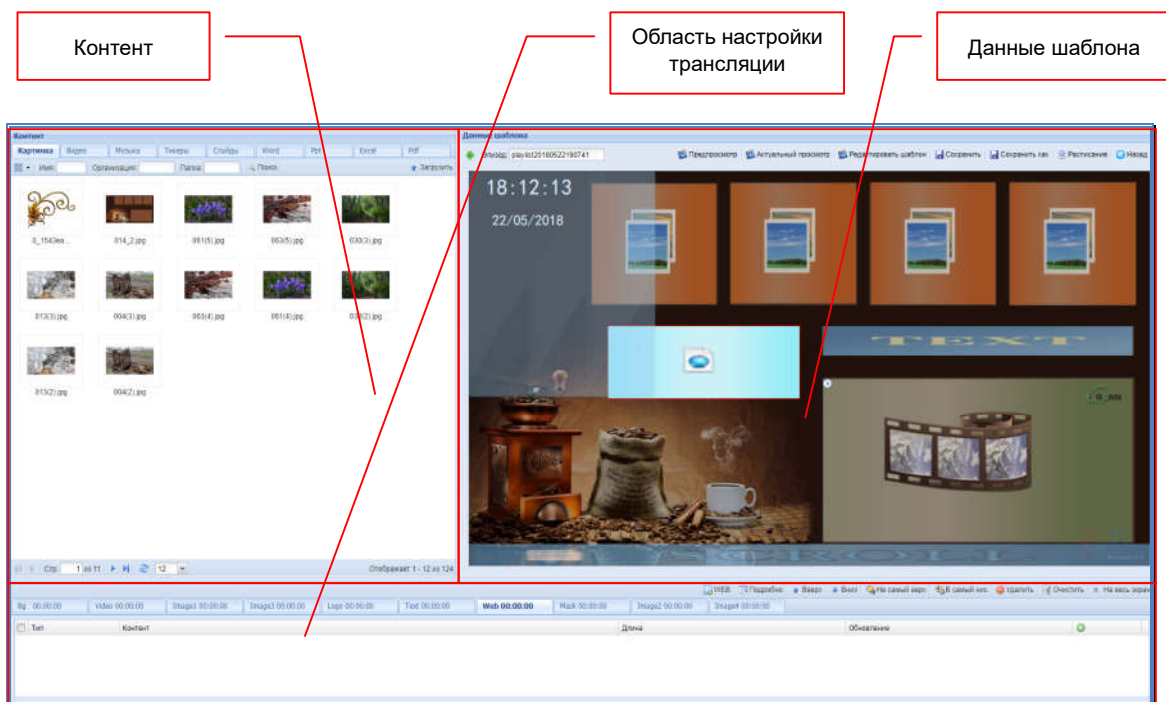 Контент
Область настройки
трансляции
Данные шаблона
Контент
Данные шаблона
Картинка Видео Музыка Тикеры Слайды Word Ppt Excel Pdf
Имя: Организация: Папка: Поиск Загрузить
Эпизод: playlist20180522190741 Предпросмотр Актуальный просмотр Редактировать шаблон Сохранить Сохранить как Расписание Назад
18:12:13
22/05/2018
014_2.jpg 061(5).jpg 063(5).jpg 030(3).jpg
013(3).jpg 004(3).jpg 063(4).jpg 061(4).jpg 030(2).jpg
013(2).jpg 004(2).jpg
TEXT
SCROLL
Стр. 1 из 11 12 Отображает 1 - 12 из 124
WEB Подробно Вверх Вниз На самый верх В самый низ Удалить Очистить На весь экран
Bg 00:00:00 Video 00:00:00 Image1 00:00:00 Image3 00:00:00 Logo 00:00:00 Text 00:00:00 Web 00:00:00 Mask 00:00:00 Image2 00:00:00 Image4 00:00:00
Тип Контент Длина Обновление